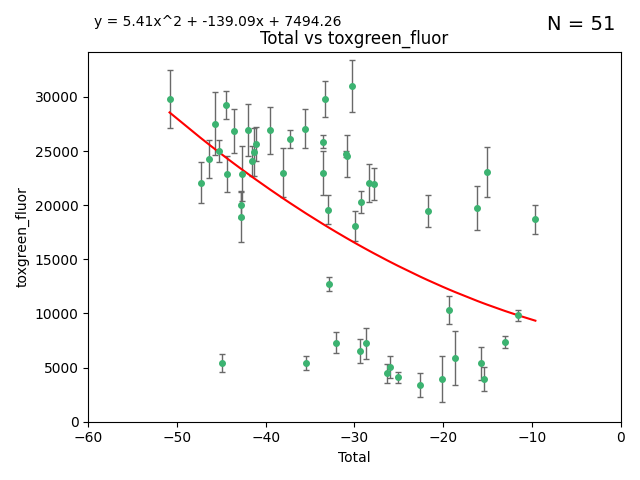 y = 5.41x^2 + -139.09x + 7494.26
N = 51
Total vs toxgreen_fluor
toxgreen_fluor
30000
25000
20000
15000
10000
5000
0
−60
−50
−40
−30
−20
−10
0
Total